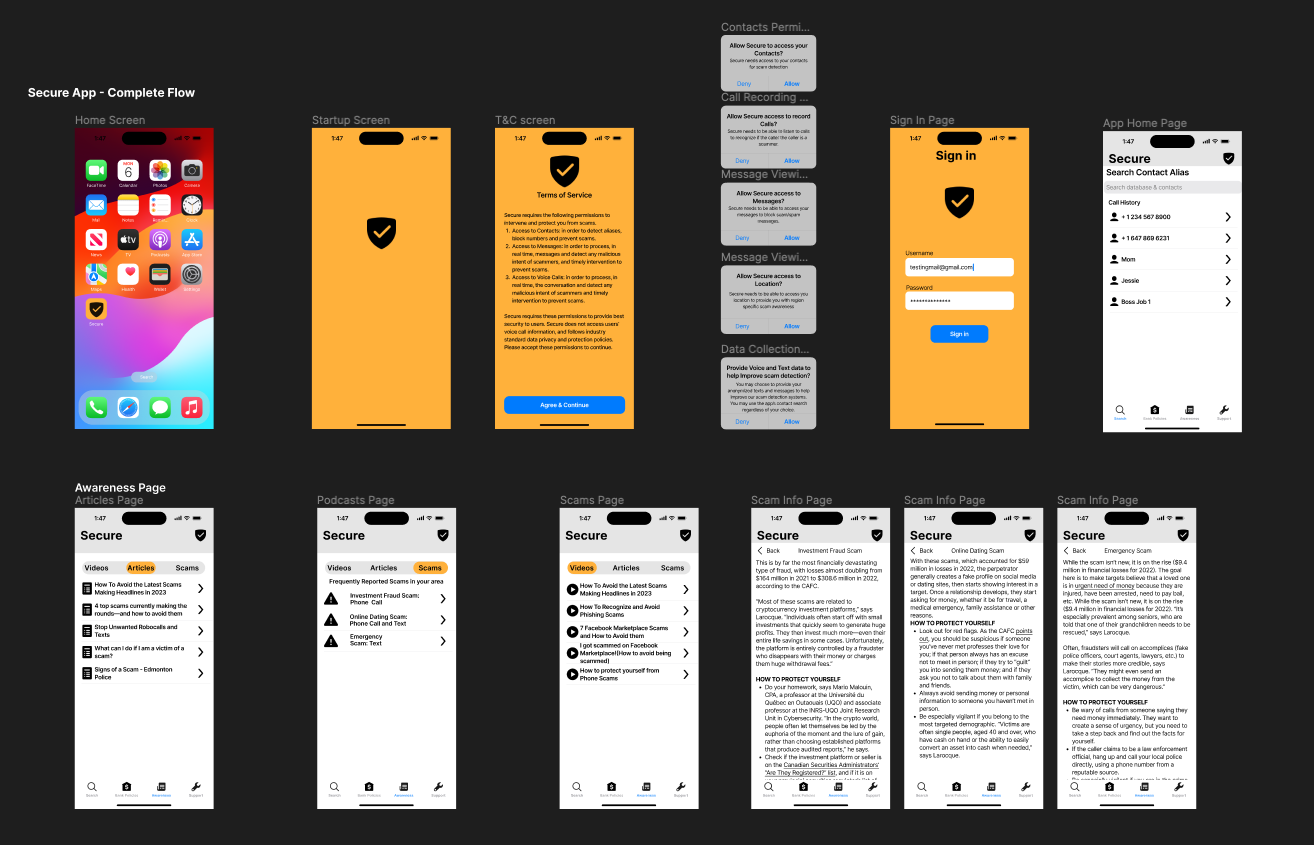 Secure App - Complete Flow
Home Screen
1:47
MON
6
FaceTime
Calendar
Photos
Camera
Mail
Notes
Clock
News
TV
Podcasts
App Store
Maps
Health
Wallet
Settings
Secure
Search
Startup Screen
1:47
T&C screen
1:47
Terms of Service
Secure requires the following permissions to
intervene and protect you from scams.
1. Access to Contacts: in order to detect aliases,
block numbers and prevent scams.
2. Access to Messages: in order to process, in
real time, messages and detect any malicious
intent of scammers, and timely intervention to
prevent scams.
3. Access to Voice Calls: in order to process, in
real time, the conversation and detect any
malicious intent of scammers and timely
intervention to prevent scams.
Secure requires these permissions to provide best
security to users. Secure does not access users'
voice call information, and follows industry
standard data privacy and protection policies.
Please accept these permissions to continue.
Agree & Continue
Contacts Permi...
Allow Secure to access your
Contacts?
Secure needs access to your contacts
for scam detection
Deny
Allow
Call Recording ...
Allow Secure access to record
Calls?
Secure needs to be able to listen to calls
to recognize if the caller the caller is a
scammer
Deny
Allow
Message Viewi...
Allow Secure access to
Messages?
Secure needs to be able to access your
messages to block scam/spam
messages.
Deny
Allow
Message Viewi...
Allow Secure access to
Location?
Secure needs to be able to access you
location to provide you with region
specific scam awareness
Deny
Allow
Data Collection...
Provide Voice and Text data to
help Improve scam detection?
You may choose to provide your
anonymized texts and messages to help
improve our scam detection systems.
You may use the app's contact search
regardless of your choice.
Deny
Allow
Sign In Page
1:47
Sign in
Username
testingmail@gmail.com
Password
**************
Sign in
App Home Page
1:47
Secure
Search Contact Alias
Search database & contacts
Call History
+ 1 234 567 8900
+ 1 647 869 6231
Mom
Jessie
Boss Job 1
Search
Bank Policies
Awareness
Support
Awareness Page
Articles Page
1:47
Secure
Videos
Articles
Scams
How To Avoid the Latest Scams
Making Headlines in 2023
4 top scams currently making the
rounds—and how to avoid them
Stop Unwanted Robocalls and
Texts
What can I do if I am a victim of a
scam?
Signs of a Scam - Edmonton
Police
Search
Bank Policies
Awareness
Support
Podcasts Page
1:47
Secure
Videos
Articles
Scams
Frequently Reported Scams in your area
Investment Fraud Scam:
Phone Call
Online Dating Scam:
Phone Call and Text
Emergency
Scam: Text
Search
Bank Policies
Awareness
Support
Scams Page
1:47
Secure
Videos
Articles
Scams
How To Avoid the Latest Scams
Making Headlines in 2023
How To Recognize and Avoid
Phishing Scams
7 Facebook Marketplace Scams
and How to Avoid them
I got scammed on Facebook
Marketplace!(How to avoid being
scammed)
How to protect yourself from
Phone Scams
Search
Bank Policies
Awareness
Support
Scam Info Page
1:47
Secure
Back
Investment Fraud Scam
This is by far the most financially devastating
type of fraud, with losses almost doubling from
$164 million in 2021 to $308.6 million in 2022,
according to the CAFC.
"Most of these scams are related to
cryptocurrency investment platforms," says
Larocque. "Individuals often start off with small
investments that quickly seem to generate huge
profits. They then invest much more—even their
entire life savings in some cases. Unfortunately,
the platform is entirely controlled by a fraudster
who disappears with their money or charges
them huge withdrawal fees."
HOW TO PROTECT YOURSELF
• Do your homework, says Mario Malouin,
CPA, a professor at the Université du
Québec en Outaouais (UQO) and associate
professor at the INRS-UQO Joint Research
Unit in Cybersecurity. "In the crypto world,
people often let themselves be led by the
euphoria of the moment and the lure of gain,
rather than choosing established platforms
that produce audited reports," he says.
• Check if the investment platform or seller is
on the Canadian Securities Administrators'
"Are They Registered?" list, and if it is on
Search
Bank Policies
Awareness
Support
Scam Info Page
1:47
Secure
Back
Online Dating Scam
With these scams, which accounted for $59
million in losses in 2022, the perpetrator
generally creates a fake profile on social media
or dating sites, then starts showing interest in a
target. Once a relationship develops, they start
asking for money, whether it be for travel, a
medical emergency, family assistance or other
reasons.
HOW TO PROTECT YOURSELF
• Look out for red flags. As the CAFC points
out, you should be suspicious if someone
you've never met professes their love for
you; if that person always has an excuse
not to meet in person; if they try to "guilt"
you into sending them money; and if they
ask you not to talk about them with family
and friends.
• Always avoid sending money or personal
information to someone you haven't met in
person.
• Be especially vigilant if you belong to the
most targeted demographic. "Victims are
often single people, aged 40 and over, who
have cash on hand or the ability to easily
convert an asset into cash when needed,"
says Larocque.
Search
Bank Policies
Awareness
Support
Scam Info Page
1:47
Secure
Back
Emergency Scam
While the scam isn't new, it is on the rise ($9.4
million in financial losses for 2022). The goal
here is to make targets believe that a loved one
is in urgent need of money because they are
injured, have been arrested, need to pay bail,
etc. While the scam isn't new, it is on the rise
($9.4 million in financial losses for 2022). "It's
especially prevalent among seniors, who are
told that one of their grandchildren needs to be
rescued," says Larocque.
Often, fraudsters will call on accomplices (fake
police officers, court agents, lawyers, etc.) to
make their stories more credible, says
Larocque. "They might even send an
accomplice to collect the money from the
victim, which can be very dangerous."
HOW TO PROTECT YOURSELF
• Be wary of calls from someone saying they
need money immediately. They want to
create a sense of urgency, but you need to
take a step back and find out the facts for
yourself.
• If the caller claims to be a law enforcement
official, hang up and call your local police
directly, using a phone number from a
reputable source.
Search
Bank Policies
Awareness
Support